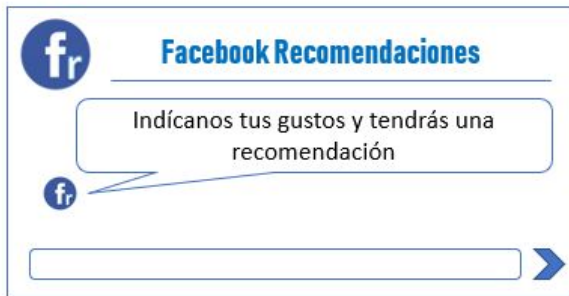 fr
Facebook Recomendaciones
Indícanos tus gustos y tendrás una
recomendación
fr